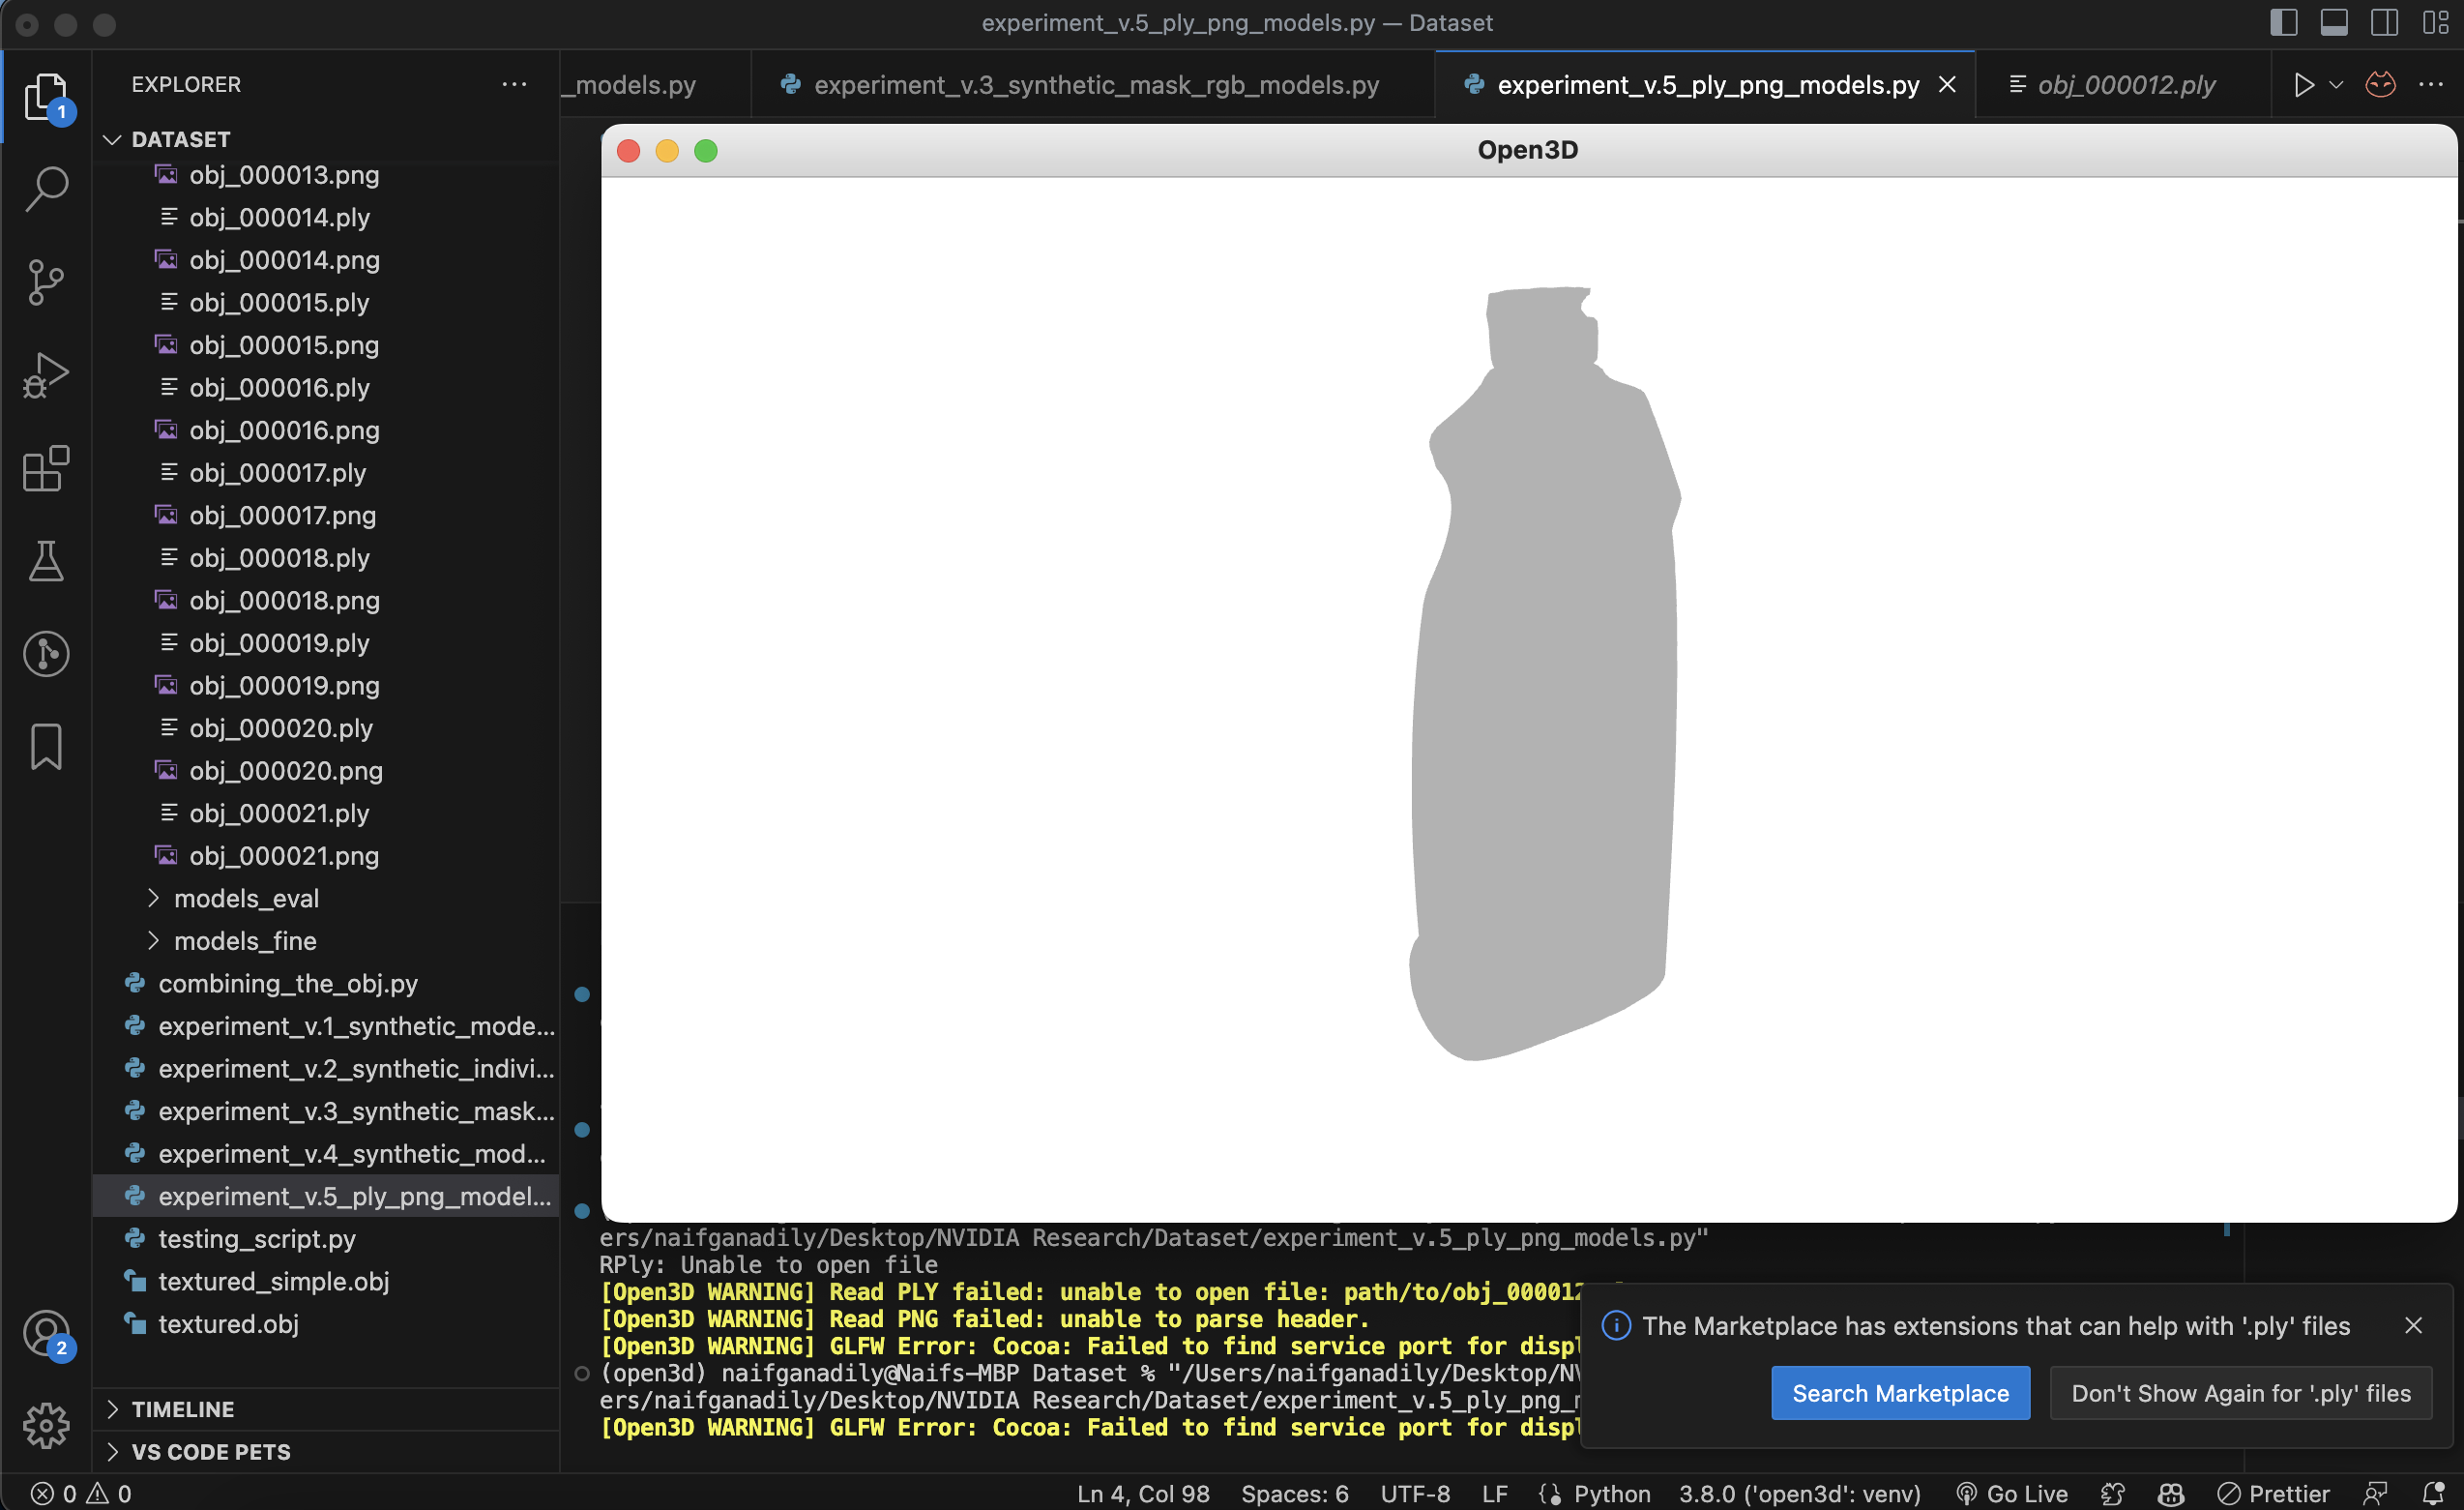 experiment_v.5_ply_png_models.py — Dataset
EXPLORER
_models.py
experiment_v.3_synthetic_mask_rgb_models.py
experiment_v.5_ply_png_models.py
obj_000012.ply
1
DATASET
obj_000013.png
obj_000014.ply
obj_000014.png
obj_000015.ply
obj_000015.png
obj_000016.ply
obj_000016.png
obj_000017.ply
obj_000017.png
obj_000018.ply
obj_000018.png
obj_000019.ply
obj_000019.png
obj_000020.ply
obj_000020.png
obj_000021.ply
obj_000021.png
models_eval
models_fine
combining_the_obj.py
experiment_v.1_synthetic_mode...
experiment_v.2_synthetic_indivi...
experiment_v.3_synthetic_mask...
experiment_v.4_synthetic_mod...
experiment_v.5_ply_png_model...
testing_script.py
textured_simple.obj
textured.obj
2
TIMELINE
VS CODE PETS
Open3D
ers/naifganadily/Desktop/NVIDIA Research/Dataset/experiment_v.5_ply_png_models.py"
RPly: Unable to open file
[Open3D WARNING] Read PLY failed: unable to open file: path/to/obj_000012
[Open3D WARNING] Read PNG failed: unable to parse header.
[Open3D WARNING] GLFW Error: Cocoa: Failed to find service port for displ
(open3d) naifganadily@Naifs-MBP Dataset % "/Users/naifganadily/Desktop/NV
ers/naifganadily/Desktop/NVIDIA Research/Dataset/experiment_v.5_ply_png_m
[Open3D WARNING] GLFW Error: Cocoa: Failed to find service port for displ
The Marketplace has extensions that can help with '.ply' files
Search Marketplace
Don't Show Again for '.ply' files
0 0
Ln 4, Col 98
Spaces: 6
UTF-8
LF
Python
3.8.0 ('open3d': venv)
Go Live
Prettier